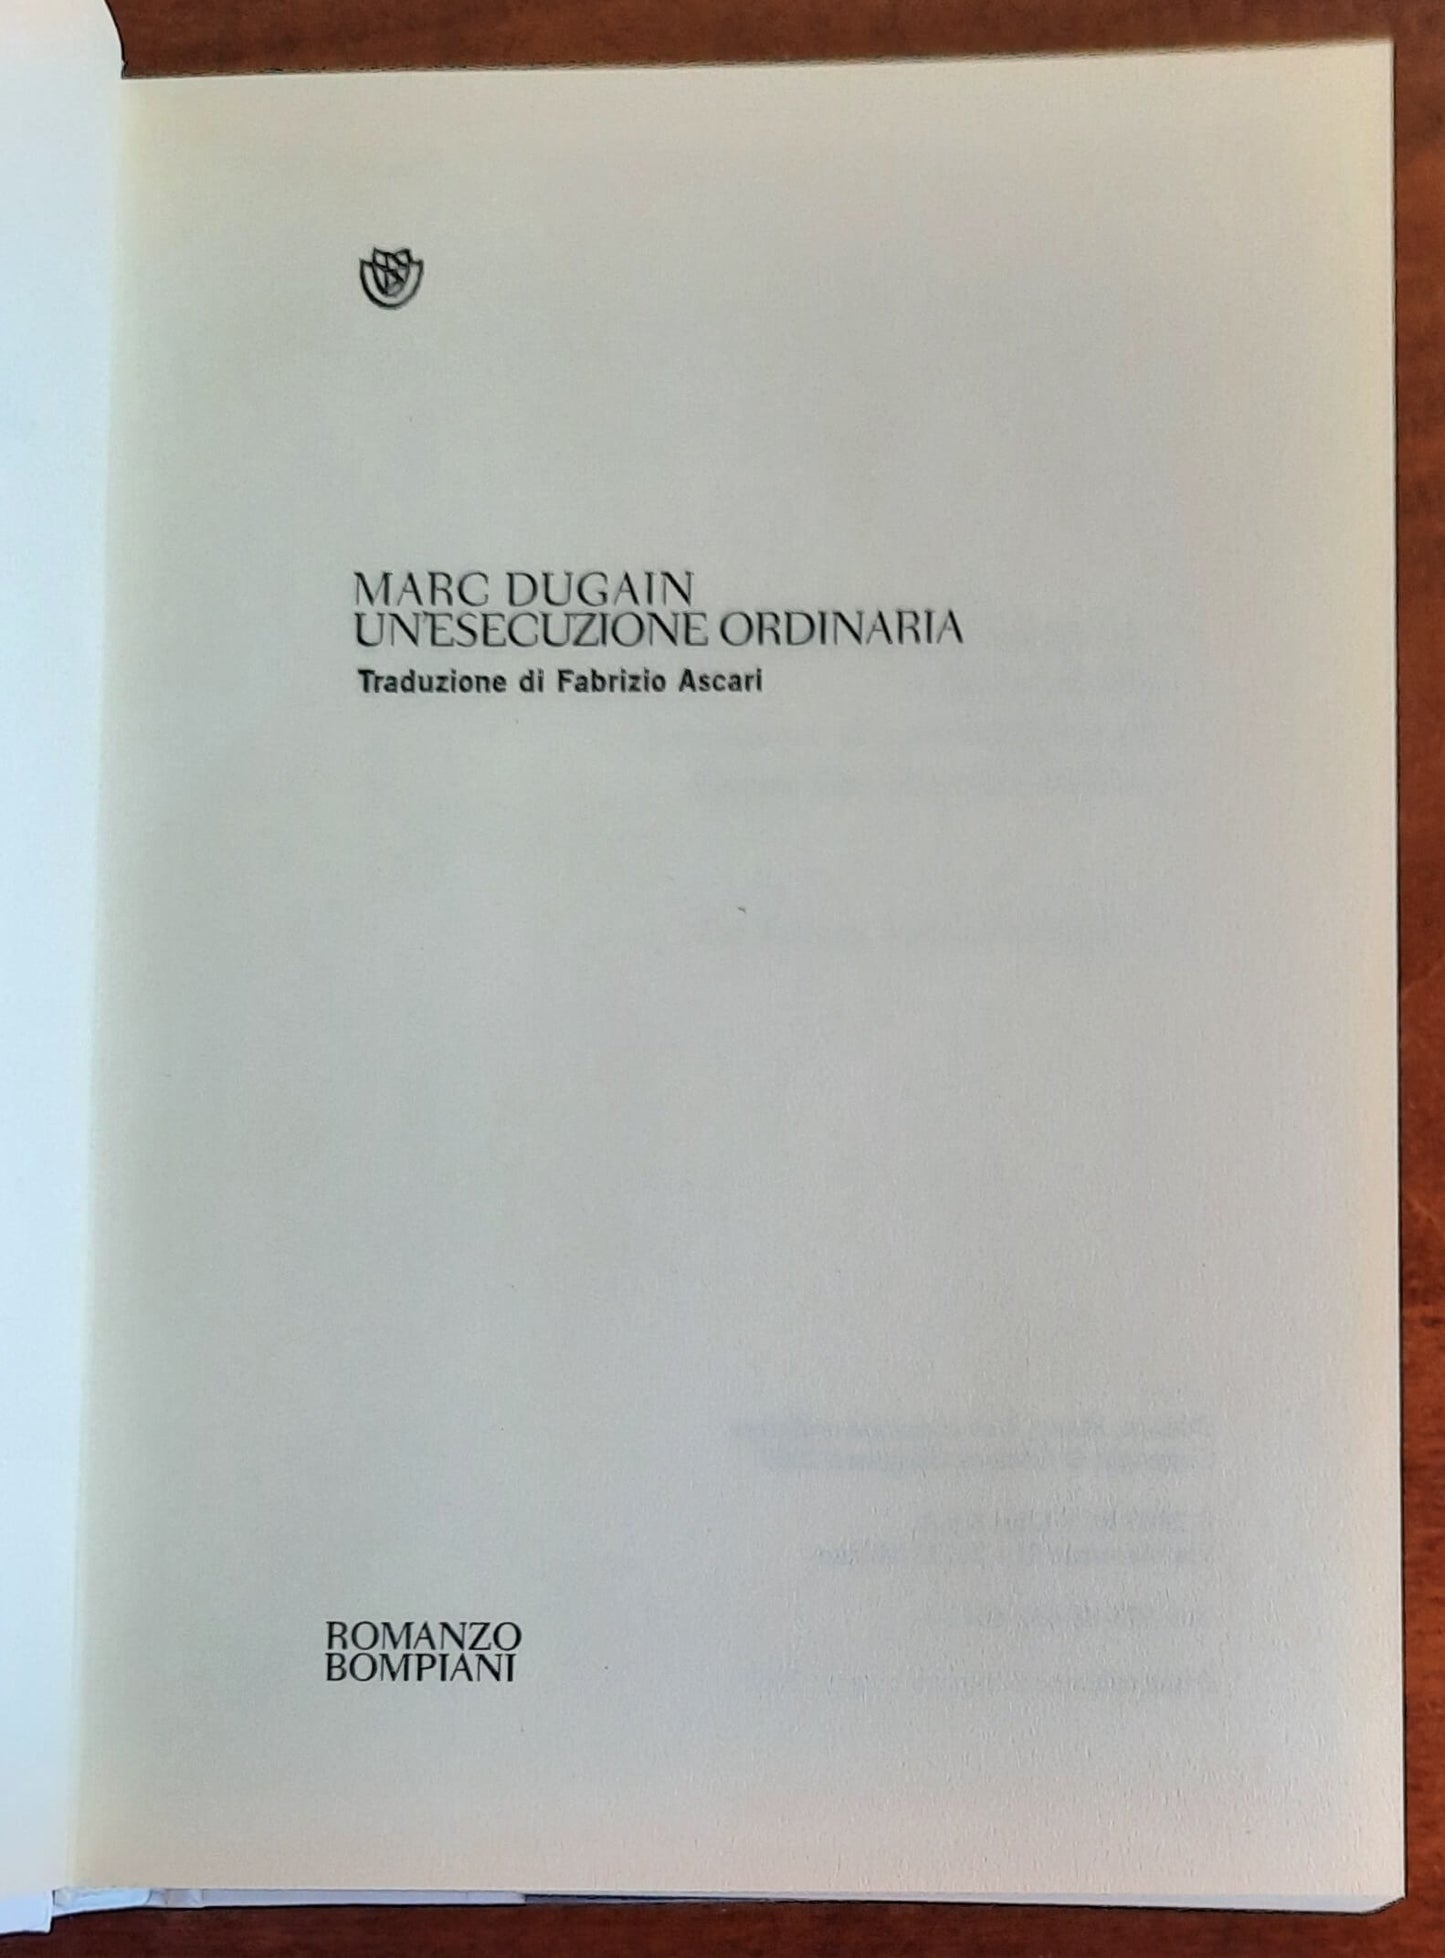 MARC DUGAIN
UN'ESECUZIONE ORDINARIA
Traduzione di Fabrizio Ascari
ROMANZO
BOMPIANI